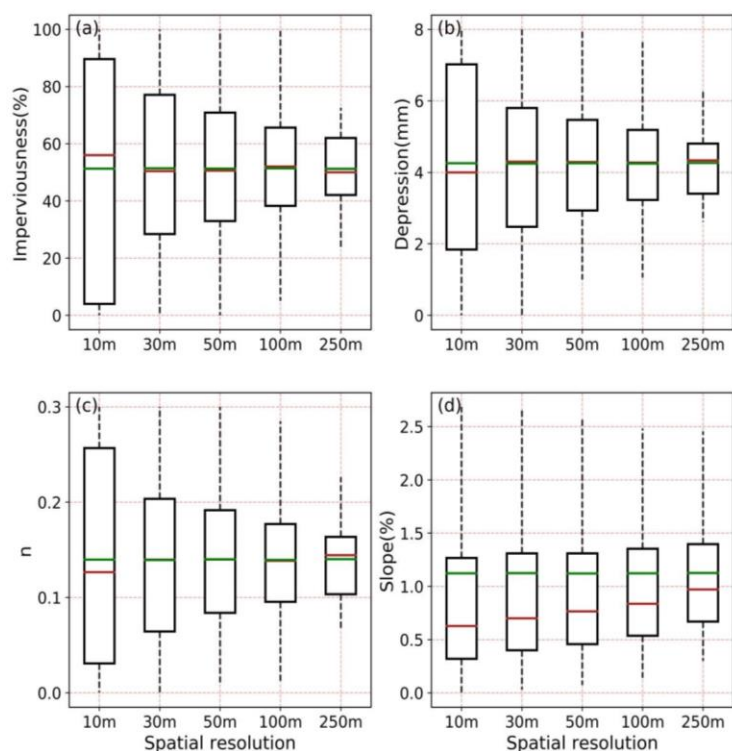 (a)
100
80
60
40
20
0
Imperviousness(%)
10m 30m 50m 100m 250m
(b)
8
6
4
2
0
Depression(mm)
10m 30m 50m 100m 250m
(c)
0.3
0.2
0.1
0.0
n
10m 30m 50m 100m 250m
Spatial resolution
(d)
2.5
2.0
1.5
1.0
0.5
0.0
Slope(%)
10m 30m 50m 100m 250m
Spatial resolution